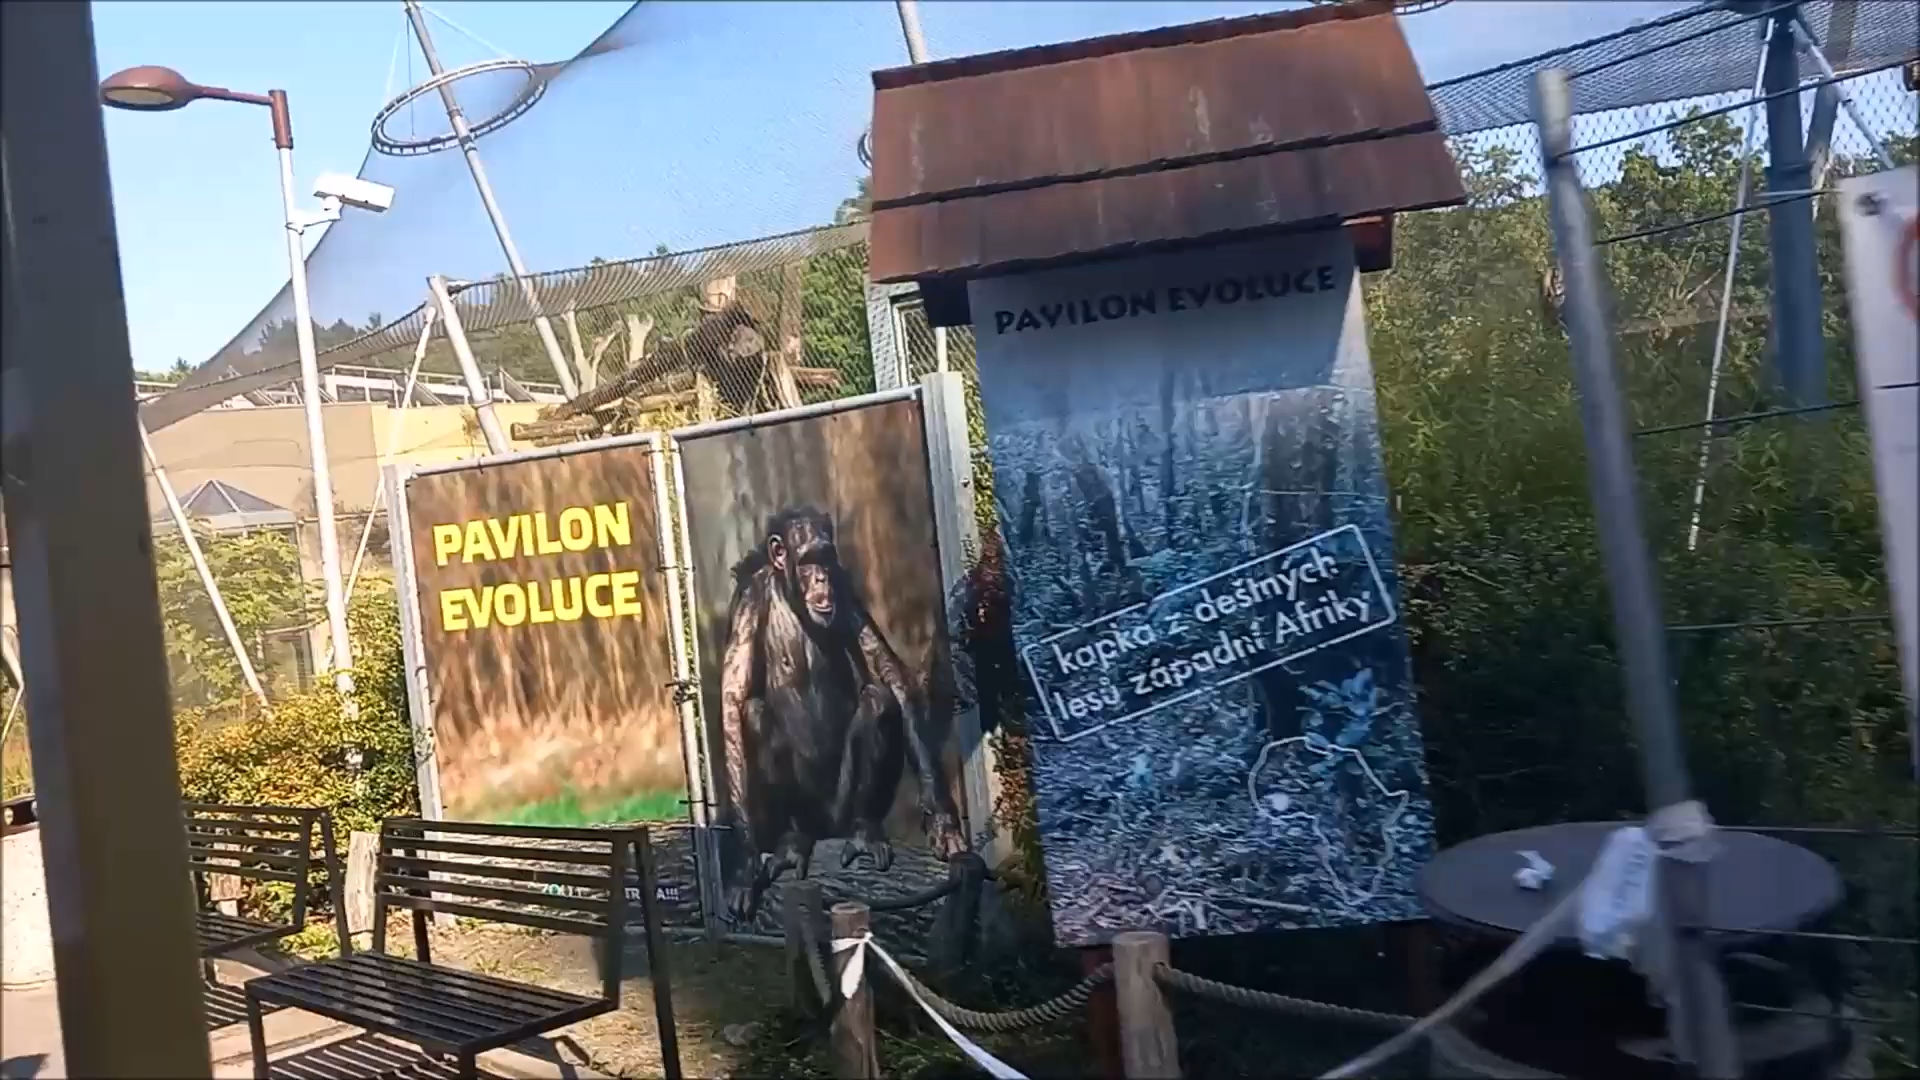 PAVILON
EVOLUCE
PAVILON EVOLUCE
kapka z deštných
lesů západní Afriky